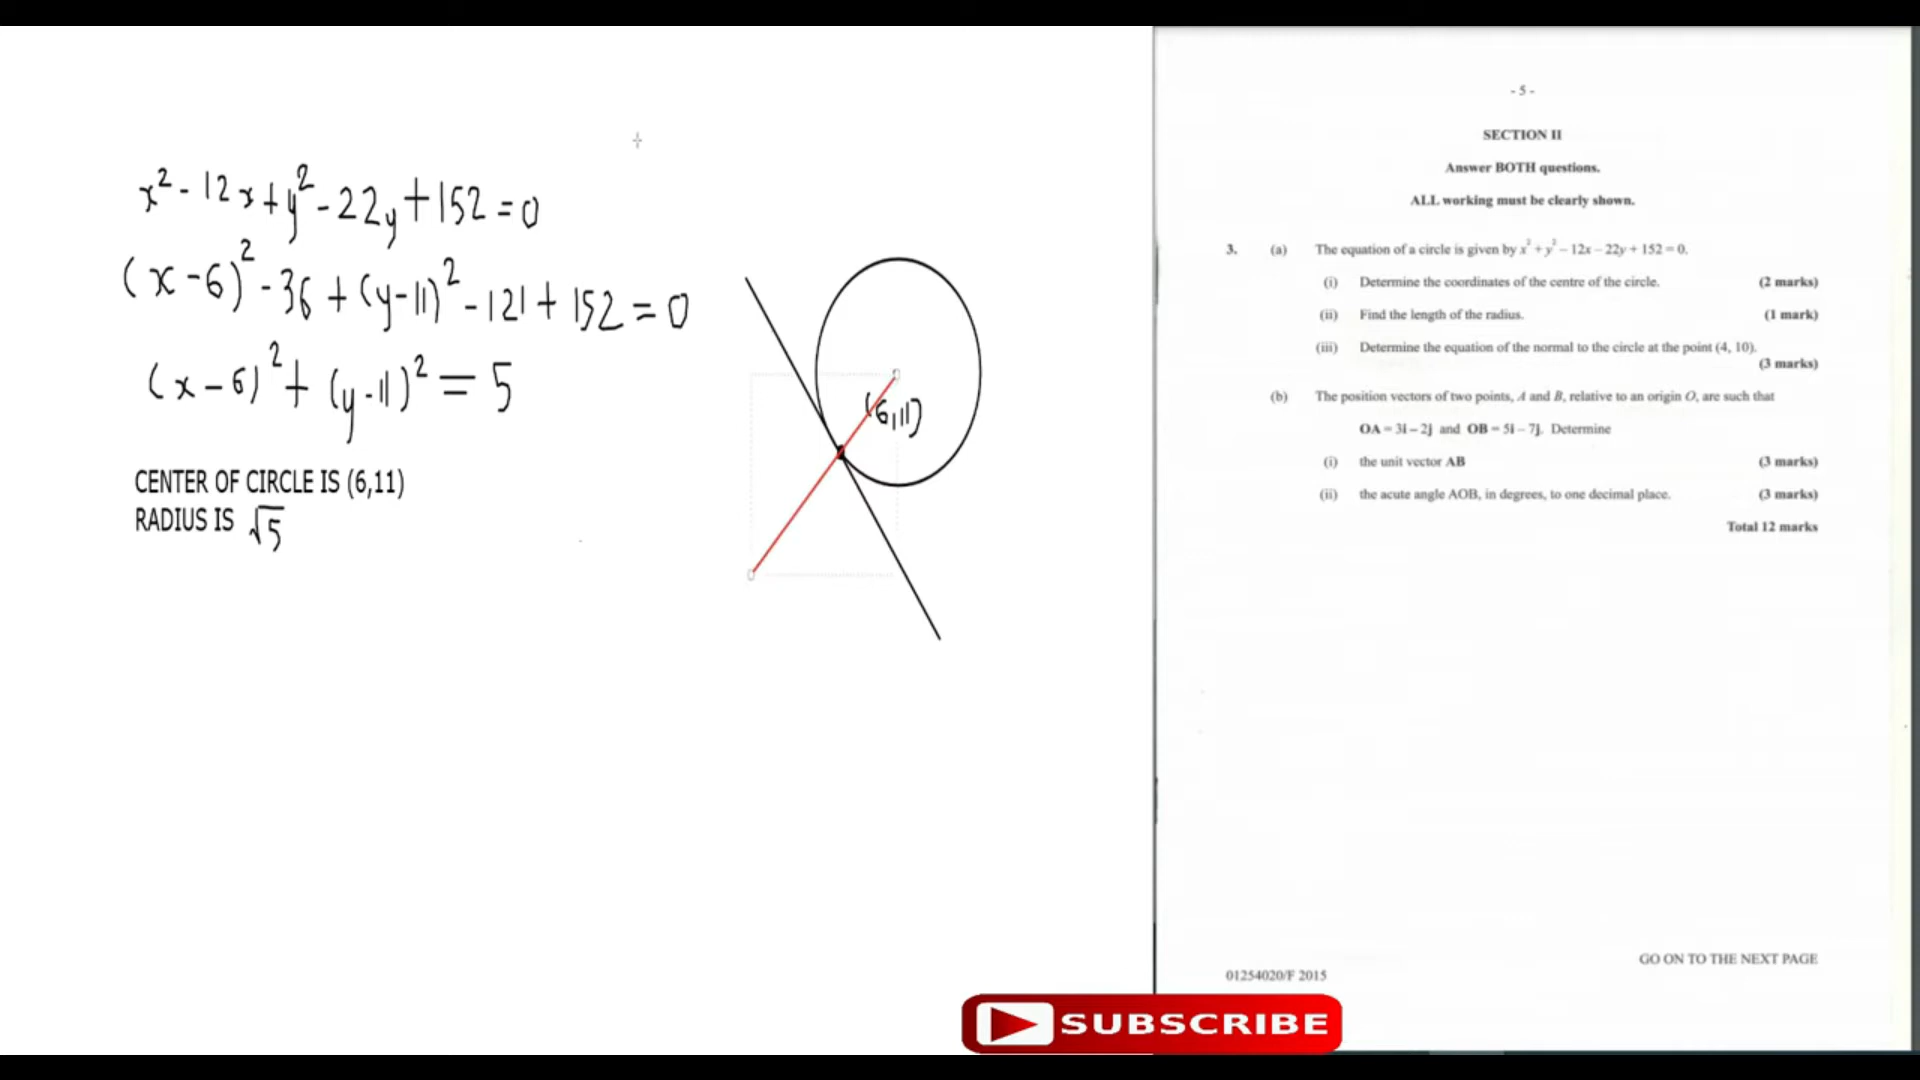 x² - 12x + y² - 22y + 152 = 0
(x - 6)² - 36 + (y - 11)² - 121 + 152 = 0
(x - 6)² + (y - 11)² = 5
CENTER OF CIRCLE IS (6,11)
RADIUS IS √5
(6,11)
- 5 -
SECTION II
Answer BOTH questions.
ALL working must be clearly shown.
3. (a) The equation of a circle is given by x² + y² – 12x – 22y + 152 = 0.
(i) Determine the coordinates of the centre of the circle. (2 marks)
(ii) Find the length of the radius. (1 mark)
(iii) Determine the equation of the normal to the circle at the point (4, 10).
(3 marks)
(b) The position vectors of two points, A and B, relative to an origin O, are such that
OA = 3i – 2j and OB = 5i – 7j. Determine
(i) the unit vector AB (3 marks)
(ii) the acute angle AOB, in degrees, to one decimal place. (3 marks)
Total 12 marks
GO ON TO THE NEXT PAGE
01254020/F 2015
SUBSCRIBE